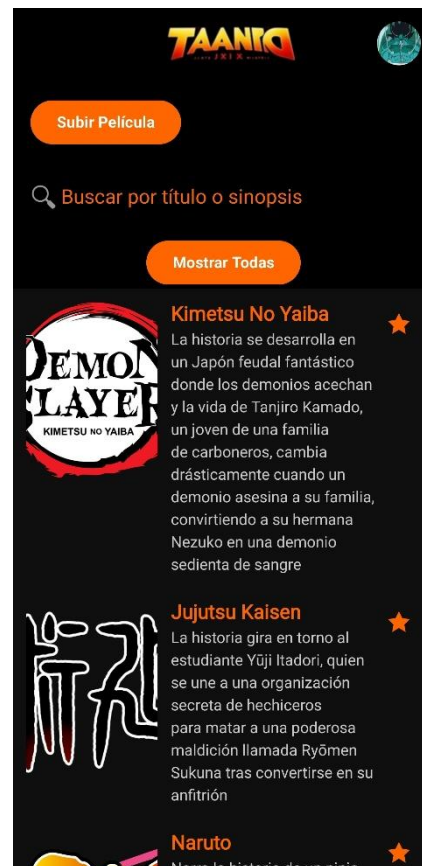 TAANID
Subir Película
Buscar por título o sinopsis
Mostrar Todas
Kimetsu No Yaiba
La historia se desarrolla en
un Japón feudal fantástico
donde los demonios acechan
y la vida de Tanjiro Kamado,
un joven de una familia
de carboneros, cambia
drásticamente cuando un
demonio asesina a su familia,
convirtiendo a su hermana
Nezuko en una demonio
sedienta de sangre
DEMON
SLAYER
KIMETSU NO YAIBA
Jujutsu Kaisen
La historia gira en torno al
estudiante Yūji Itadori, quien
se une a una organización
secreta de hechiceros
para matar a una poderosa
maldición llamada Ryōmen
Sukuna tras convertirse en su
anfitrión
Naruto